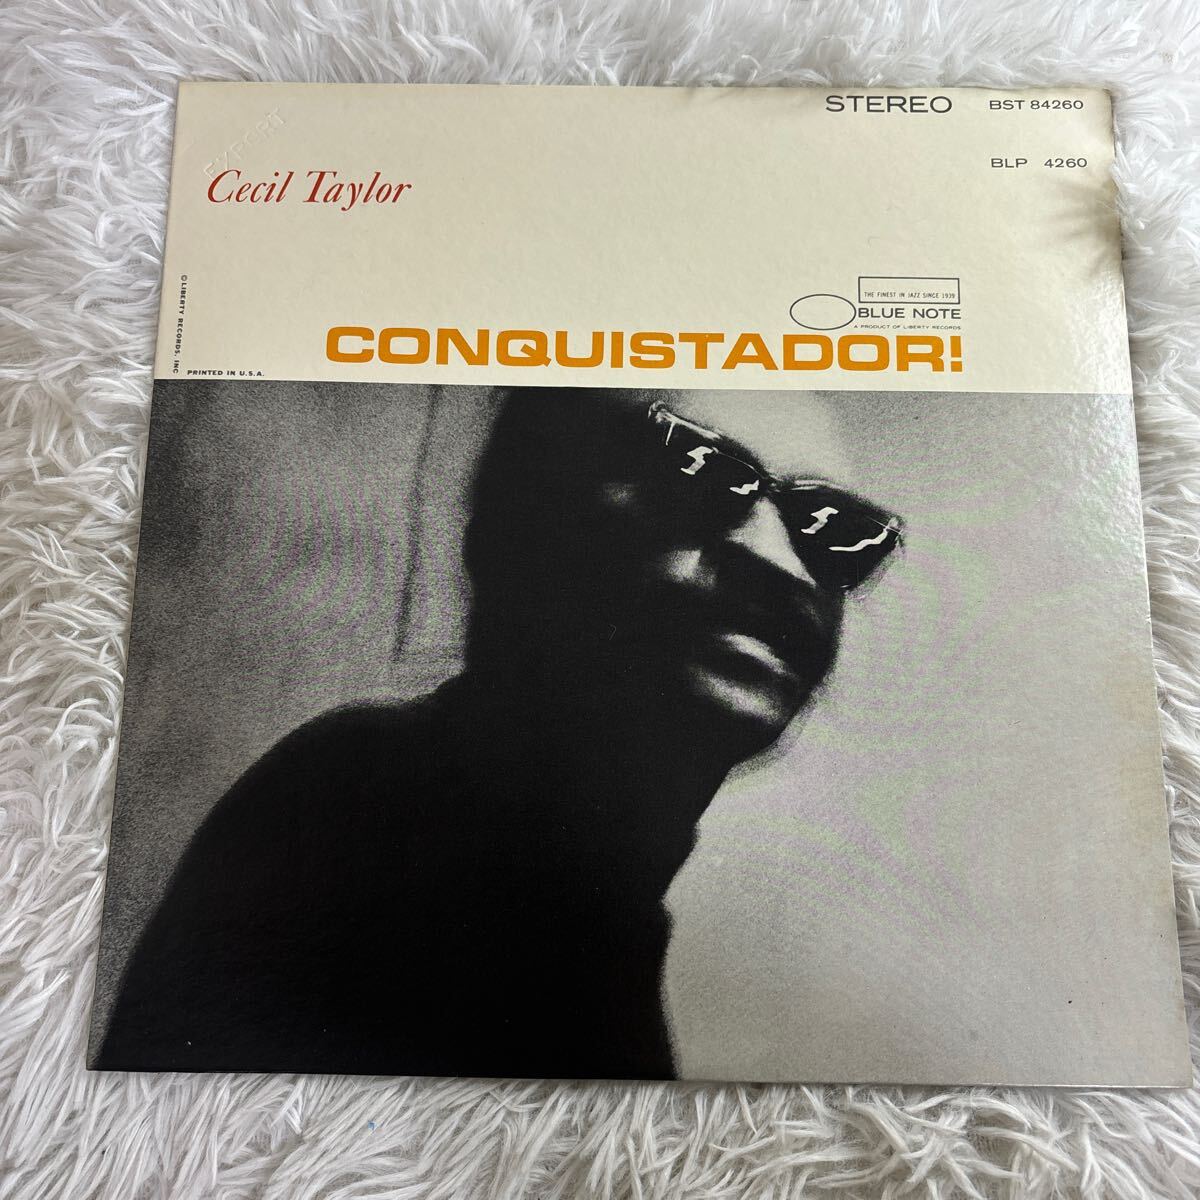 STEREO BST 84260
EXPORT
BLP 4260
Cecil Taylor
© LIBERTY RECORDS, INC
THE FINEST IN JAZZ SINCE 1939
BLUE NOTE
A PRODUCT OF LIBERTY RECORDS
CONQUISTADOR!
PRINTED IN U.S.A.